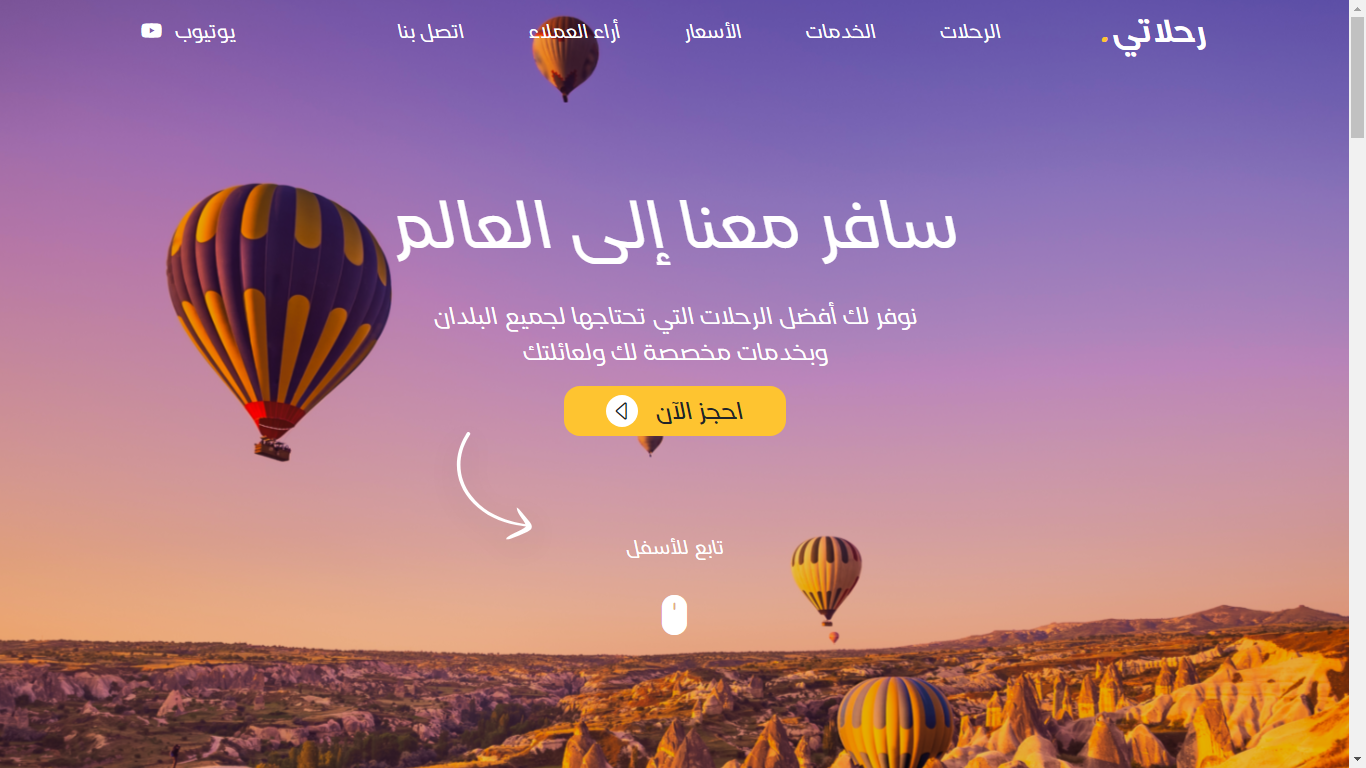 رحلاتي.
الرحلات
الخدمات
الأسعار
أراء العملاء
اتصل بنا
يوتيوب
سافر معنا إلى العالم
نوفر لك أفضل الرحلات التي تحتاجها لجميع البلدان
وبخدمات مخصصة لك ولعائلتك
احجز الآن
تابع للأسفل